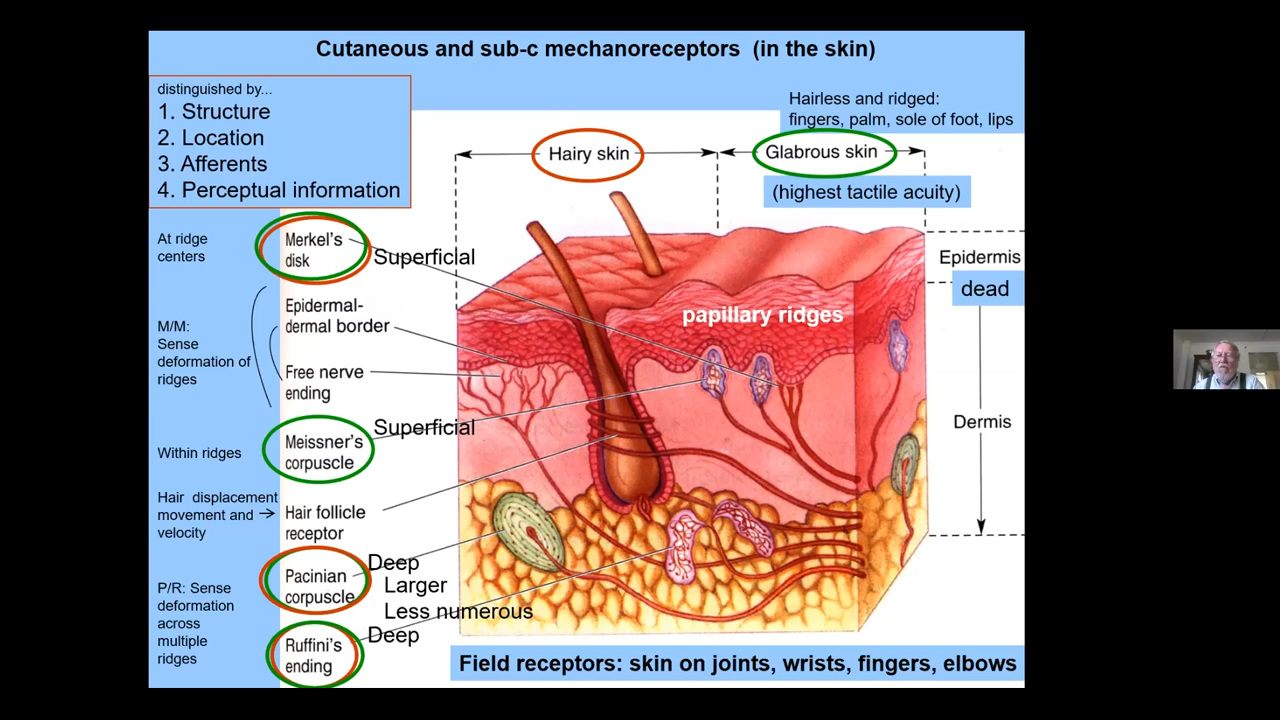 Cutaneous and sub-c mechanoreceptors (in the skin)
distinguished by...
1. Structure
2. Location
3. Afferents
4. Perceptual information
Hairless and ridged:
fingers, palm, sole of foot, lips
Hairy skin
Glabrous skin
(highest tactile acuity)
At ridge
centers
Merkel's
disk
Superficial
Epidermis
dead
papillary ridges
Epidermal-
dermal border
M/M:
Sense
deformation of
ridges
Free nerve
ending
Superficial
Meissner's
corpuscle
Within ridges
Dermis
Hair displacement
movement and →
velocity
Hair follicle
receptor
Deep
Larger
Less numerous
Pacinian
corpuscle
P/R: Sense
deformation
across
multiple
ridges
Deep
Ruffini's
ending
Field receptors: skin on joints, wrists, fingers, elbows